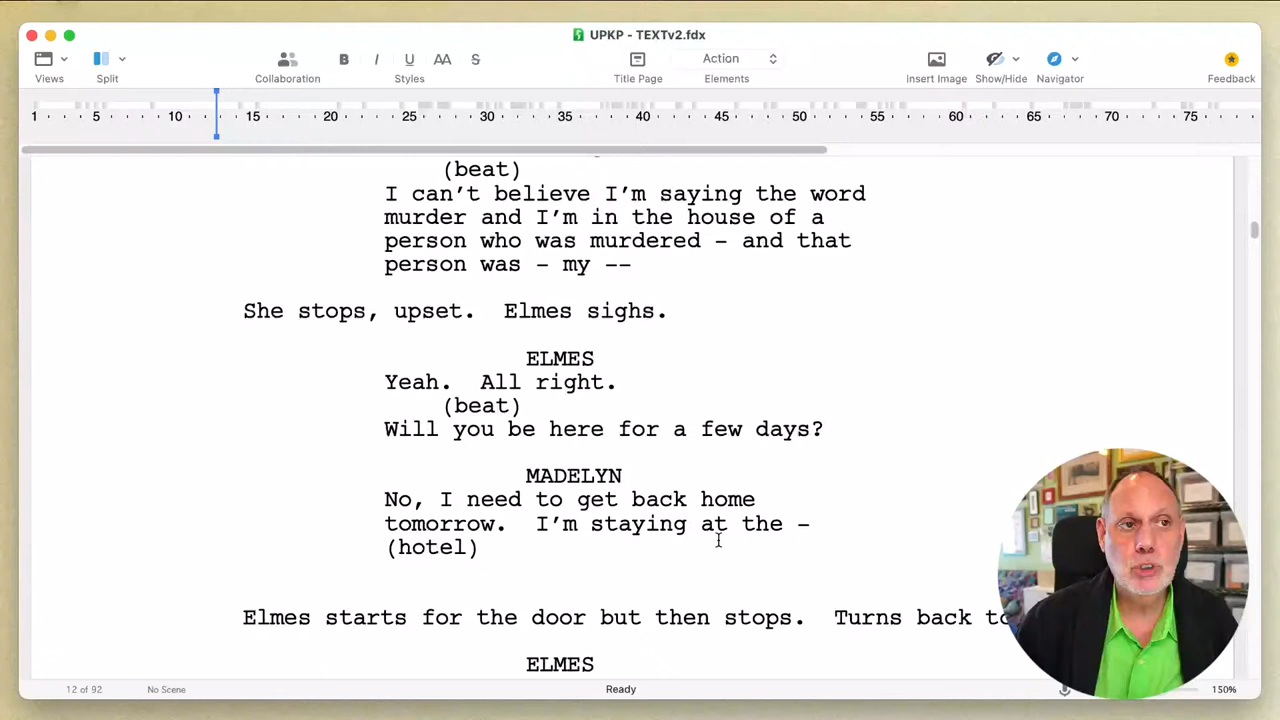 UPKP - TEXTv2.fdx
B I U AA S Action
Views Split Collaboration Styles Title Page Elements Insert Image Show/Hide Navigator Feedback
1 5 10 15 20 25 30 35 40 45 50 55 60 65 70 75
(beat)
I can't believe I'm saying the word
murder and I'm in the house of a
person who was murdered - and that
person was - my --
She stops, upset.  Elmes sighs.
ELMES
Yeah.  All right.
(beat)
Will you be here for a few days?
MADELYN
No, I need to get back home
tomorrow.  I'm staying at the -
(hotel)
Elmes starts for the door but then stops.  Turns back
ELMES
12 of 92 No Scene Ready 150%